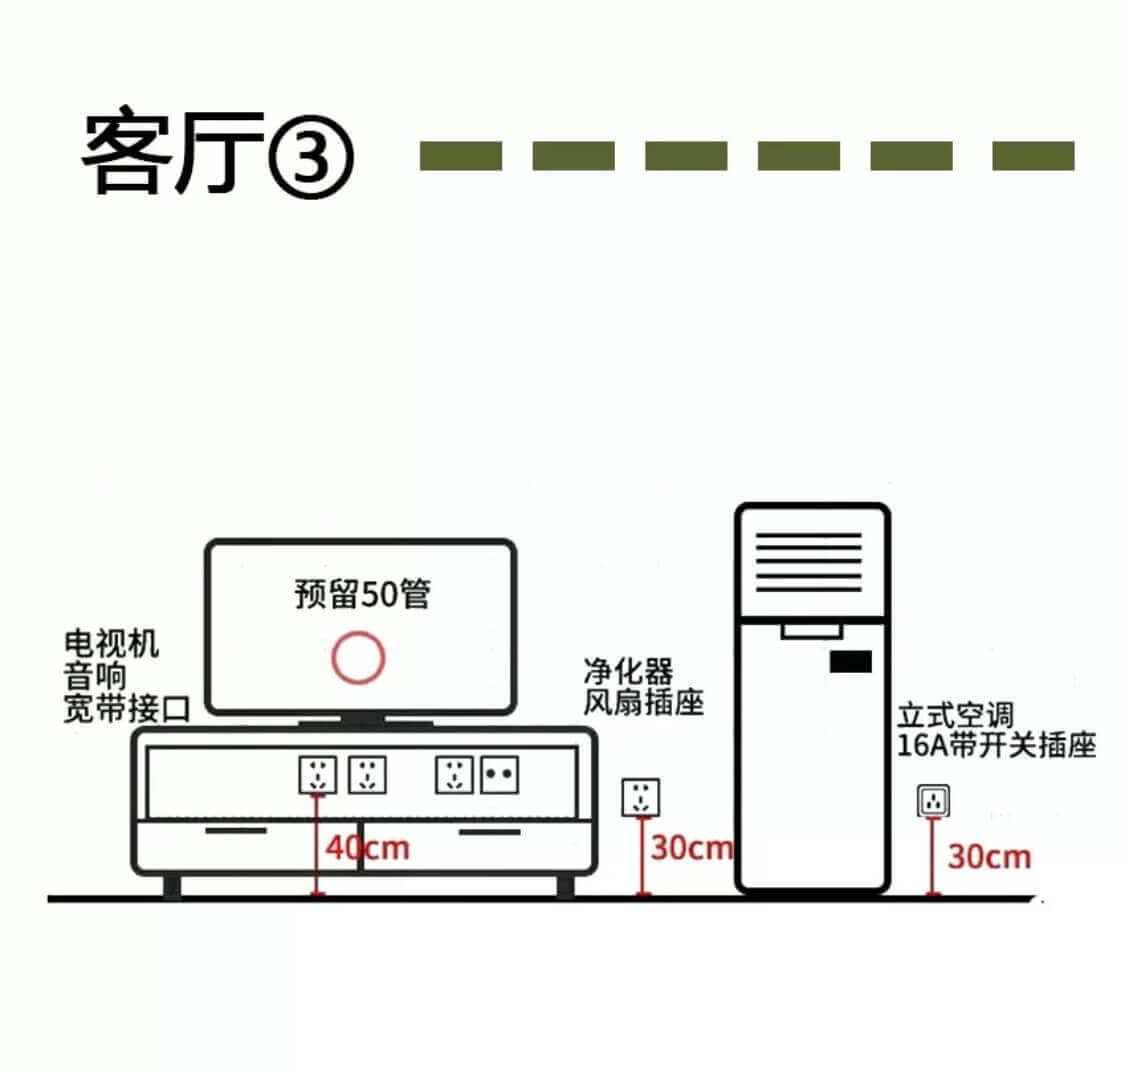 客厅③
预留50管
电视机
音响
宽带接口
净化器
风扇插座
立式空调
16A带开关插座
40cm
30cm
30cm